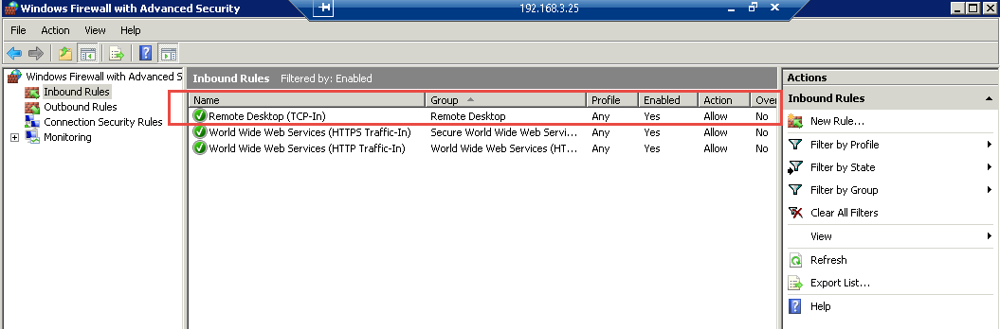 Windows Firewall with Advanced Security
192.168.3.25
File Action View Help
Windows Firewall with Advanced S
Inbound Rules
Outbound Rules
Connection Security Rules
Monitoring
Inbound Rules Filtered by: Enabled
Name Group Profile Enabled Action Over
Remote Desktop (TCP-In) Remote Desktop Any Yes Allow No
World Wide Web Services (HTTPS Traffic-In) Secure World Wide Web Servi... Any Yes Allow No
World Wide Web Services (HTTP Traffic-In) World Wide Web Services (HT... Any Yes Allow No
Actions
Inbound Rules
New Rule...
Filter by Profile
Filter by State
Filter by Group
Clear All Filters
View
Refresh
Export List...
Help